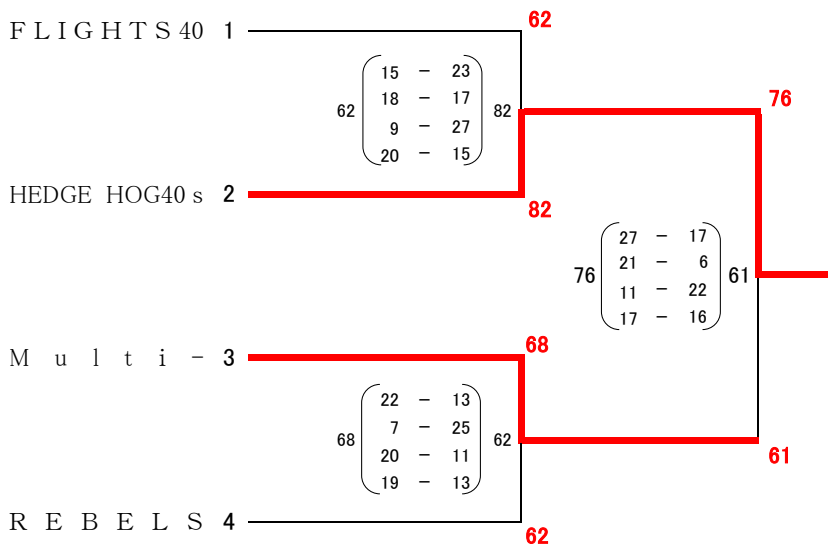 FLIGHTS40 1
62
15 - 23
18 - 17
62 9 - 27 82
20 - 15
76
HEDGE HOG40s 2
82
27 - 17
21 - 6
76 11 - 22 61
17 - 16
Multi- 3
68
22 - 13
7 - 25
68 20 - 11 62
19 - 13
61
REBELS 4
62